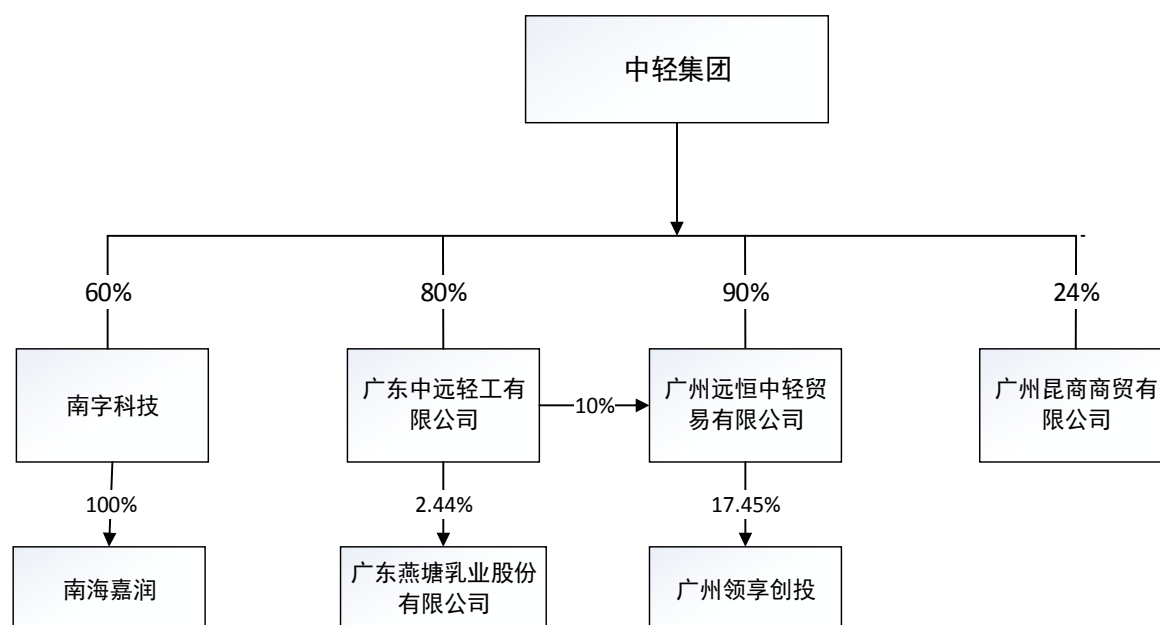 中轻集团
60%
80%
90%
24%
南字科技
广东中远轻工有
限公司
10%
广州远恒中轻贸
易有限公司
广州昆商商贸有
限公司
100%
2.44%
17.45%
南海嘉润
广东燕塘乳业股份
有限公司
广州领享创投